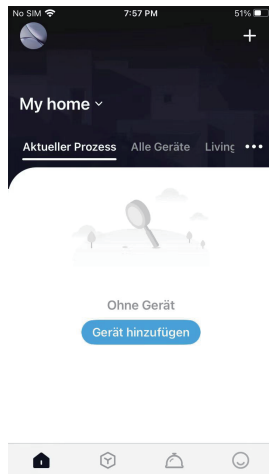 No SIM 7:57 PM 51%
My home
Aktueller Prozess Alle Geräte Living
Ohne Gerät
Gerät hinzufügen